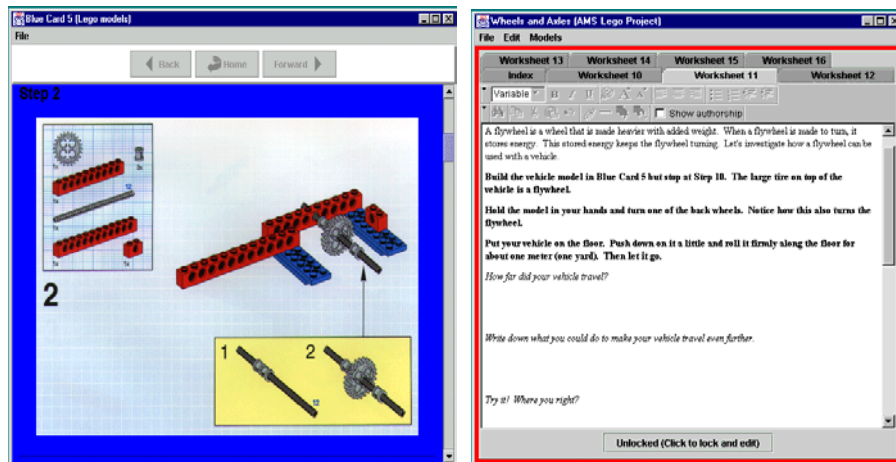 Blue Card 5 (Lego models)
File
Back Home Forward
Step 2
1x
1x
12
1x
1x
2
1 2
12
Wheels and Axles (AMS Lego Project)
File Edit Models
Worksheet 13 Worksheet 14 Worksheet 15 Worksheet 16
Index Worksheet 10 Worksheet 11 Worksheet 12
Variable B I U
Show authorship
A flywheel is a wheel that is made heavier with added weight. When a flywheel is made to turn, it
stores energy. This stored energy keeps the flywheel turning. Let's investigate how a flywheel can be
used with a vehicle.
Build the vehicle model in Blue Card 5 but stop at Step 10. The large tire on top of the
vehicle is a flywheel.
Hold the model in your hands and turn one of the back wheels. Notice how this also turns the
flywheel.
Put your vehicle on the floor. Push down on it a little and roll it firmly along the floor for
about one meter (one yard). Then let it go.
How far did your vehicle travel?
Write down what you could do to make your vehicle travel even further.
Try it! Where you right?
Unlocked (Click to lock and edit)